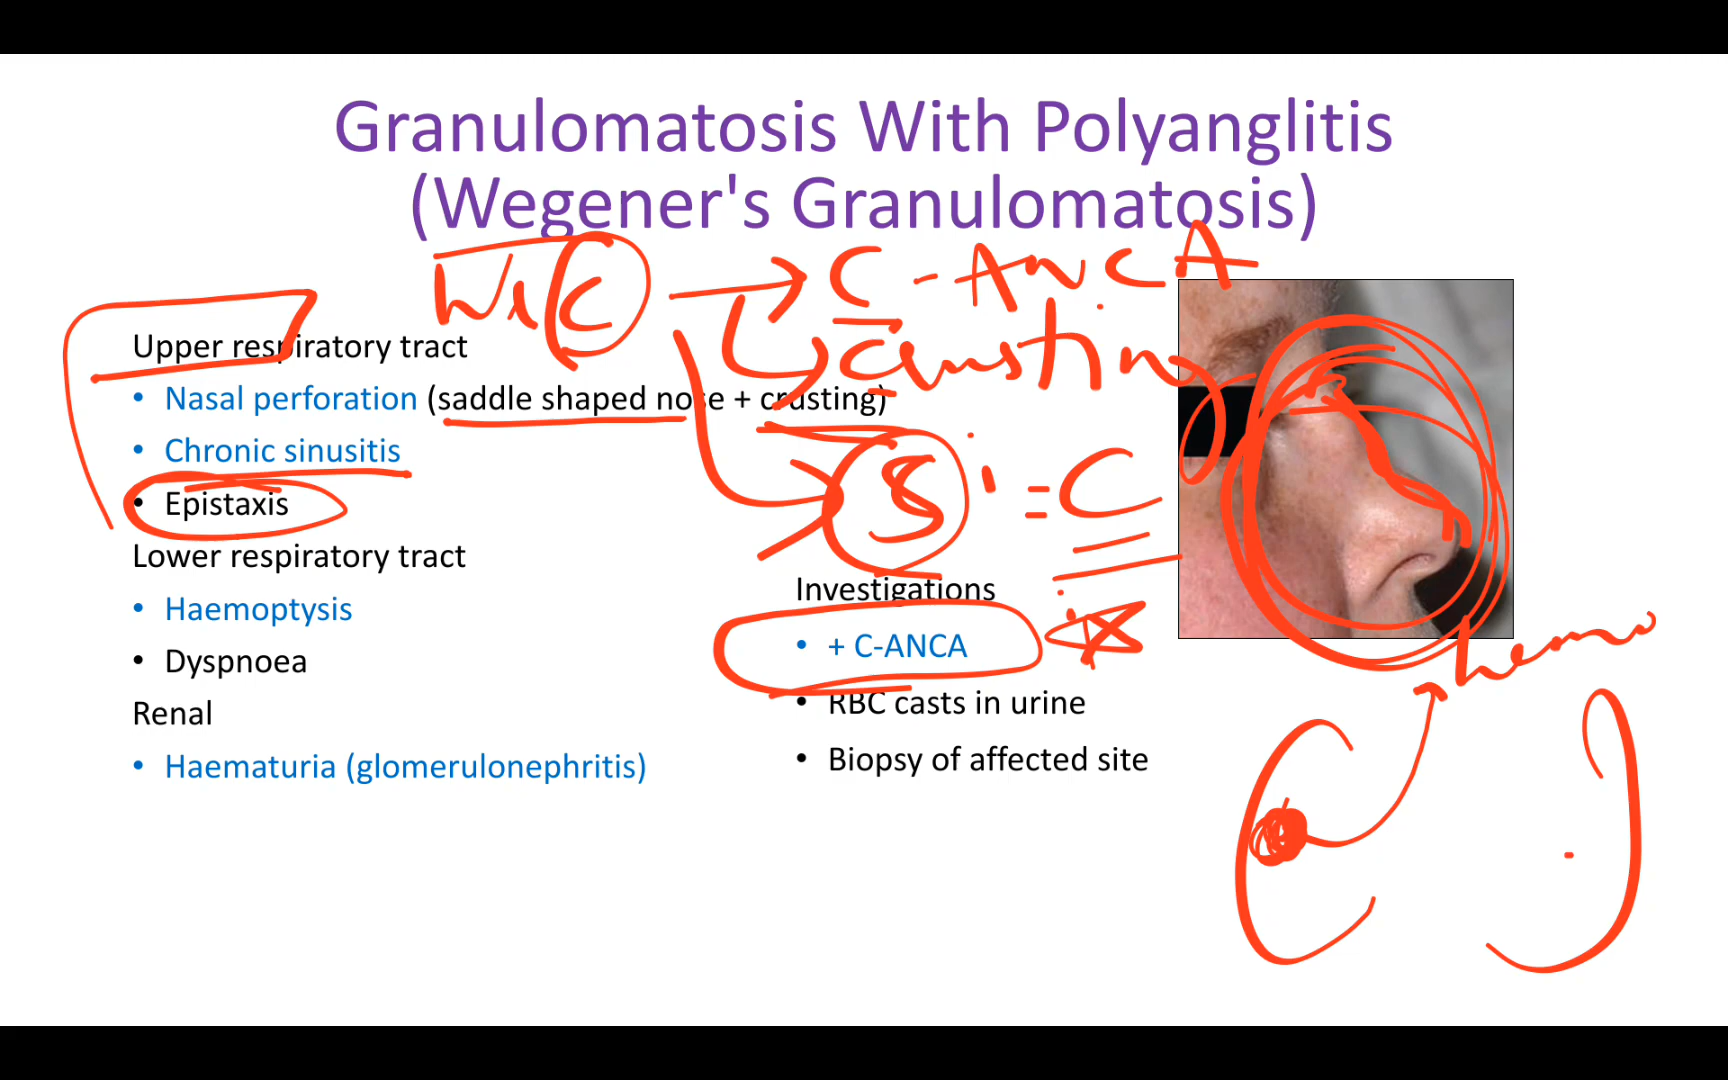 Granulomatosis With Polyanglitis
(Wegener's Granulomatosis)
C-ANCA
Crusting
Upper respiratory tract
• Nasal perforation (saddle shaped nose + crusting)
• Chronic sinusitis
• Epistaxis
S = C
Lower respiratory tract
• Haemoptysis
• Dyspnoea
Renal
• Haematuria (glomerulonephritis)
Investigations
• + C-ANCA
• RBC casts in urine
• Biopsy of affected site